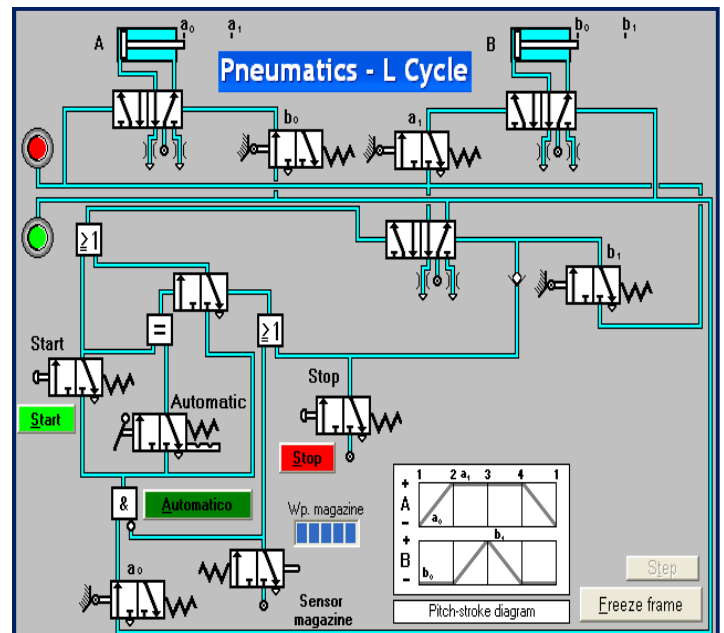 A
a₀ a₁
B
b₀ b₁
Pneumatics - L Cycle
b₀
a₁
≥1
b₁
=
≥1
Start
Start
Automatic
Stop
Stop
&
Automatico
Wp. magazine
a₀
Sensor
magazine
1 2 a₁ 3 4 1
+
A
-
a₀
b₁
+
B
-
b₀
Pitch-stroke diagram
Step
Freeze frame